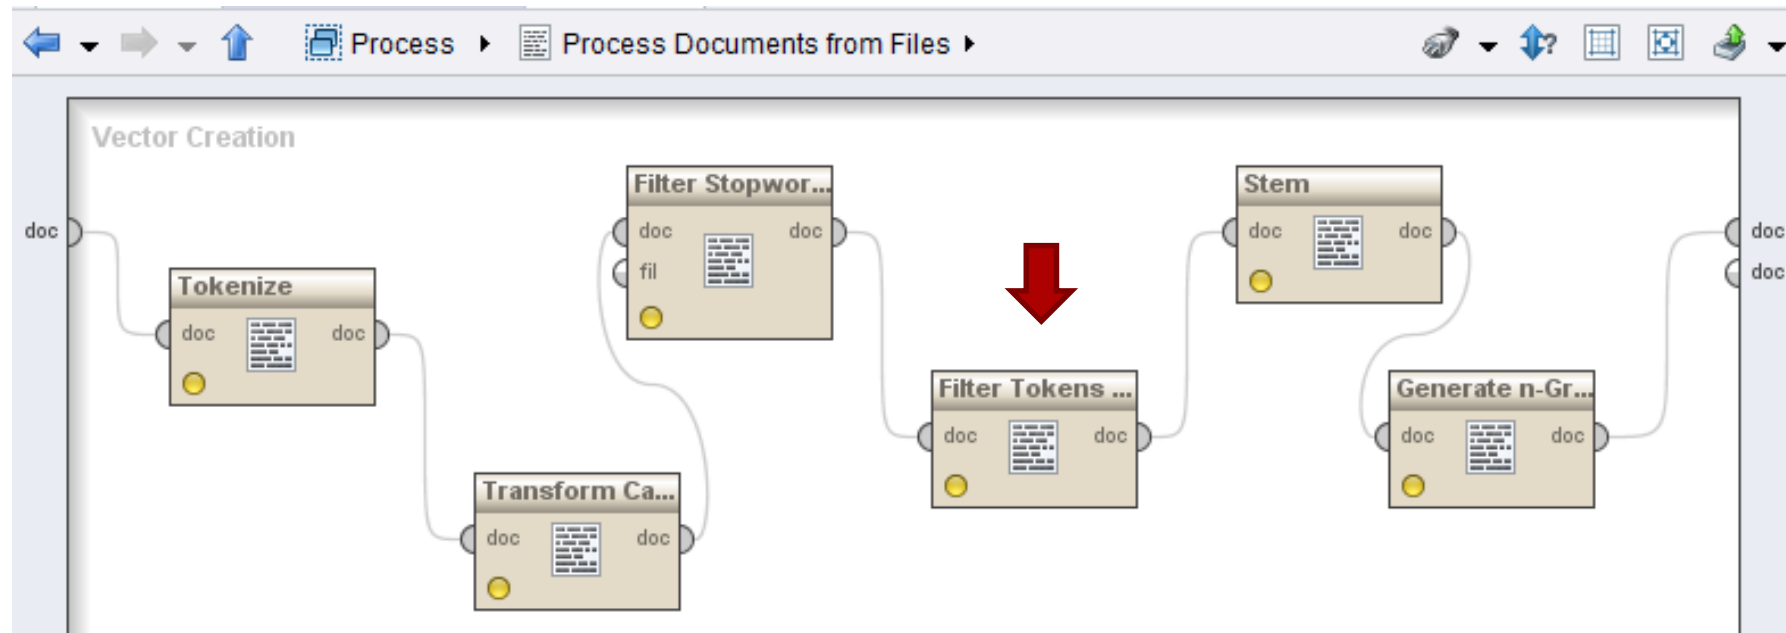 Process Process Documents from Files
Vector Creation
doc
Tokenize
doc doc
Transform Ca...
doc doc
Filter Stopwor...
doc doc
fil
Filter Tokens ...
doc doc
Stem
doc doc
Generate n-Gr...
doc doc
doc
doc